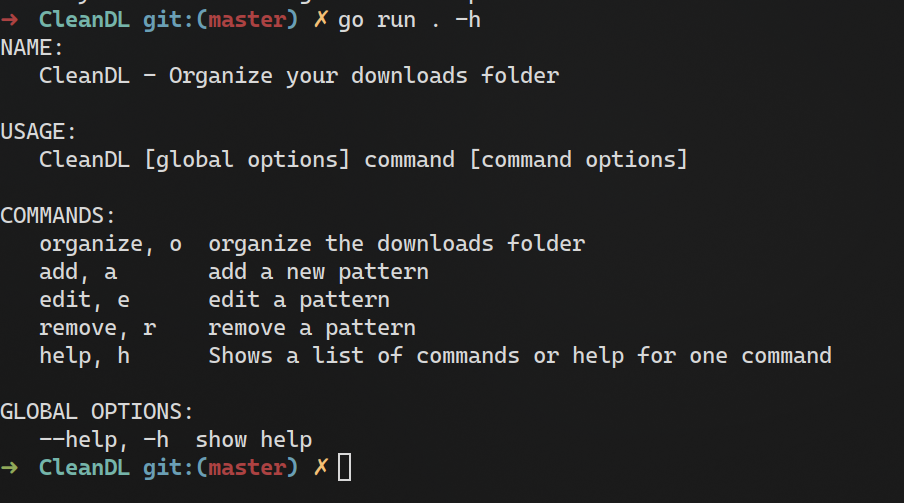 ➜  CleanDL git:(master) ✗ go run . -h
NAME:
   CleanDL - Organize your downloads folder

USAGE:
   CleanDL [global options] command [command options]

COMMANDS:
   organize, o  organize the downloads folder
   add, a       add a new pattern
   edit, e      edit a pattern
   remove, r    remove a pattern
   help, h      Shows a list of commands or help for one command

GLOBAL OPTIONS:
   --help, -h  show help
➜  CleanDL git:(master) ✗